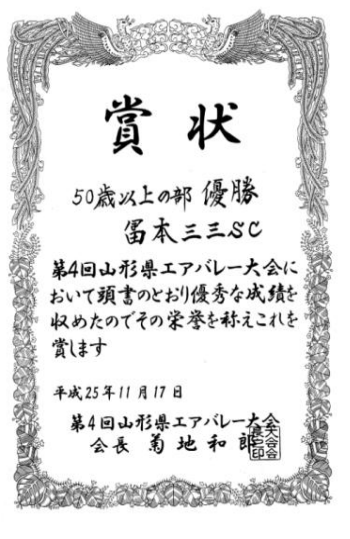 賞状
50歳以上の部 優勝
畄本三三SC
第4回山形県エアバレー大会に
おいて頭書のとおり優秀な成績を
収めたのでその栄誉を称えこれを
賞します
平成25年11月17日
第4回山形県エアバレー大会
会長 菊地和郎